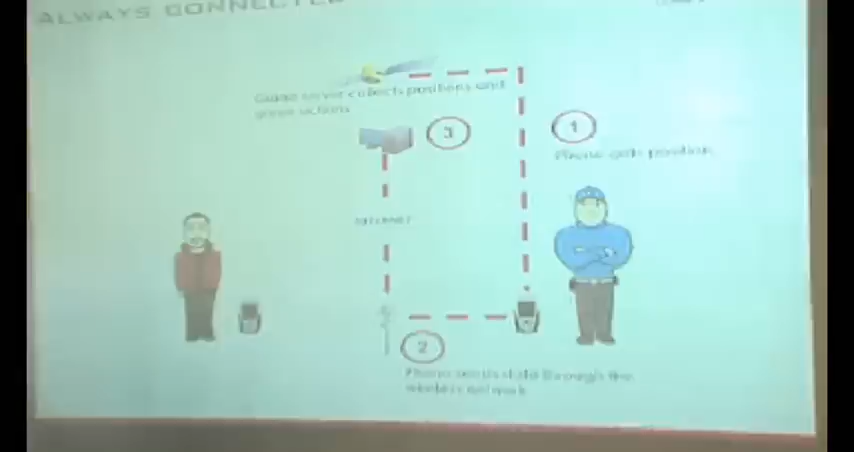 ALWAYS CONNECTED
Game server collects positions and
game actions
3
1
Phone gets position
INTERNET
2
Phone sends data through the
wireless network